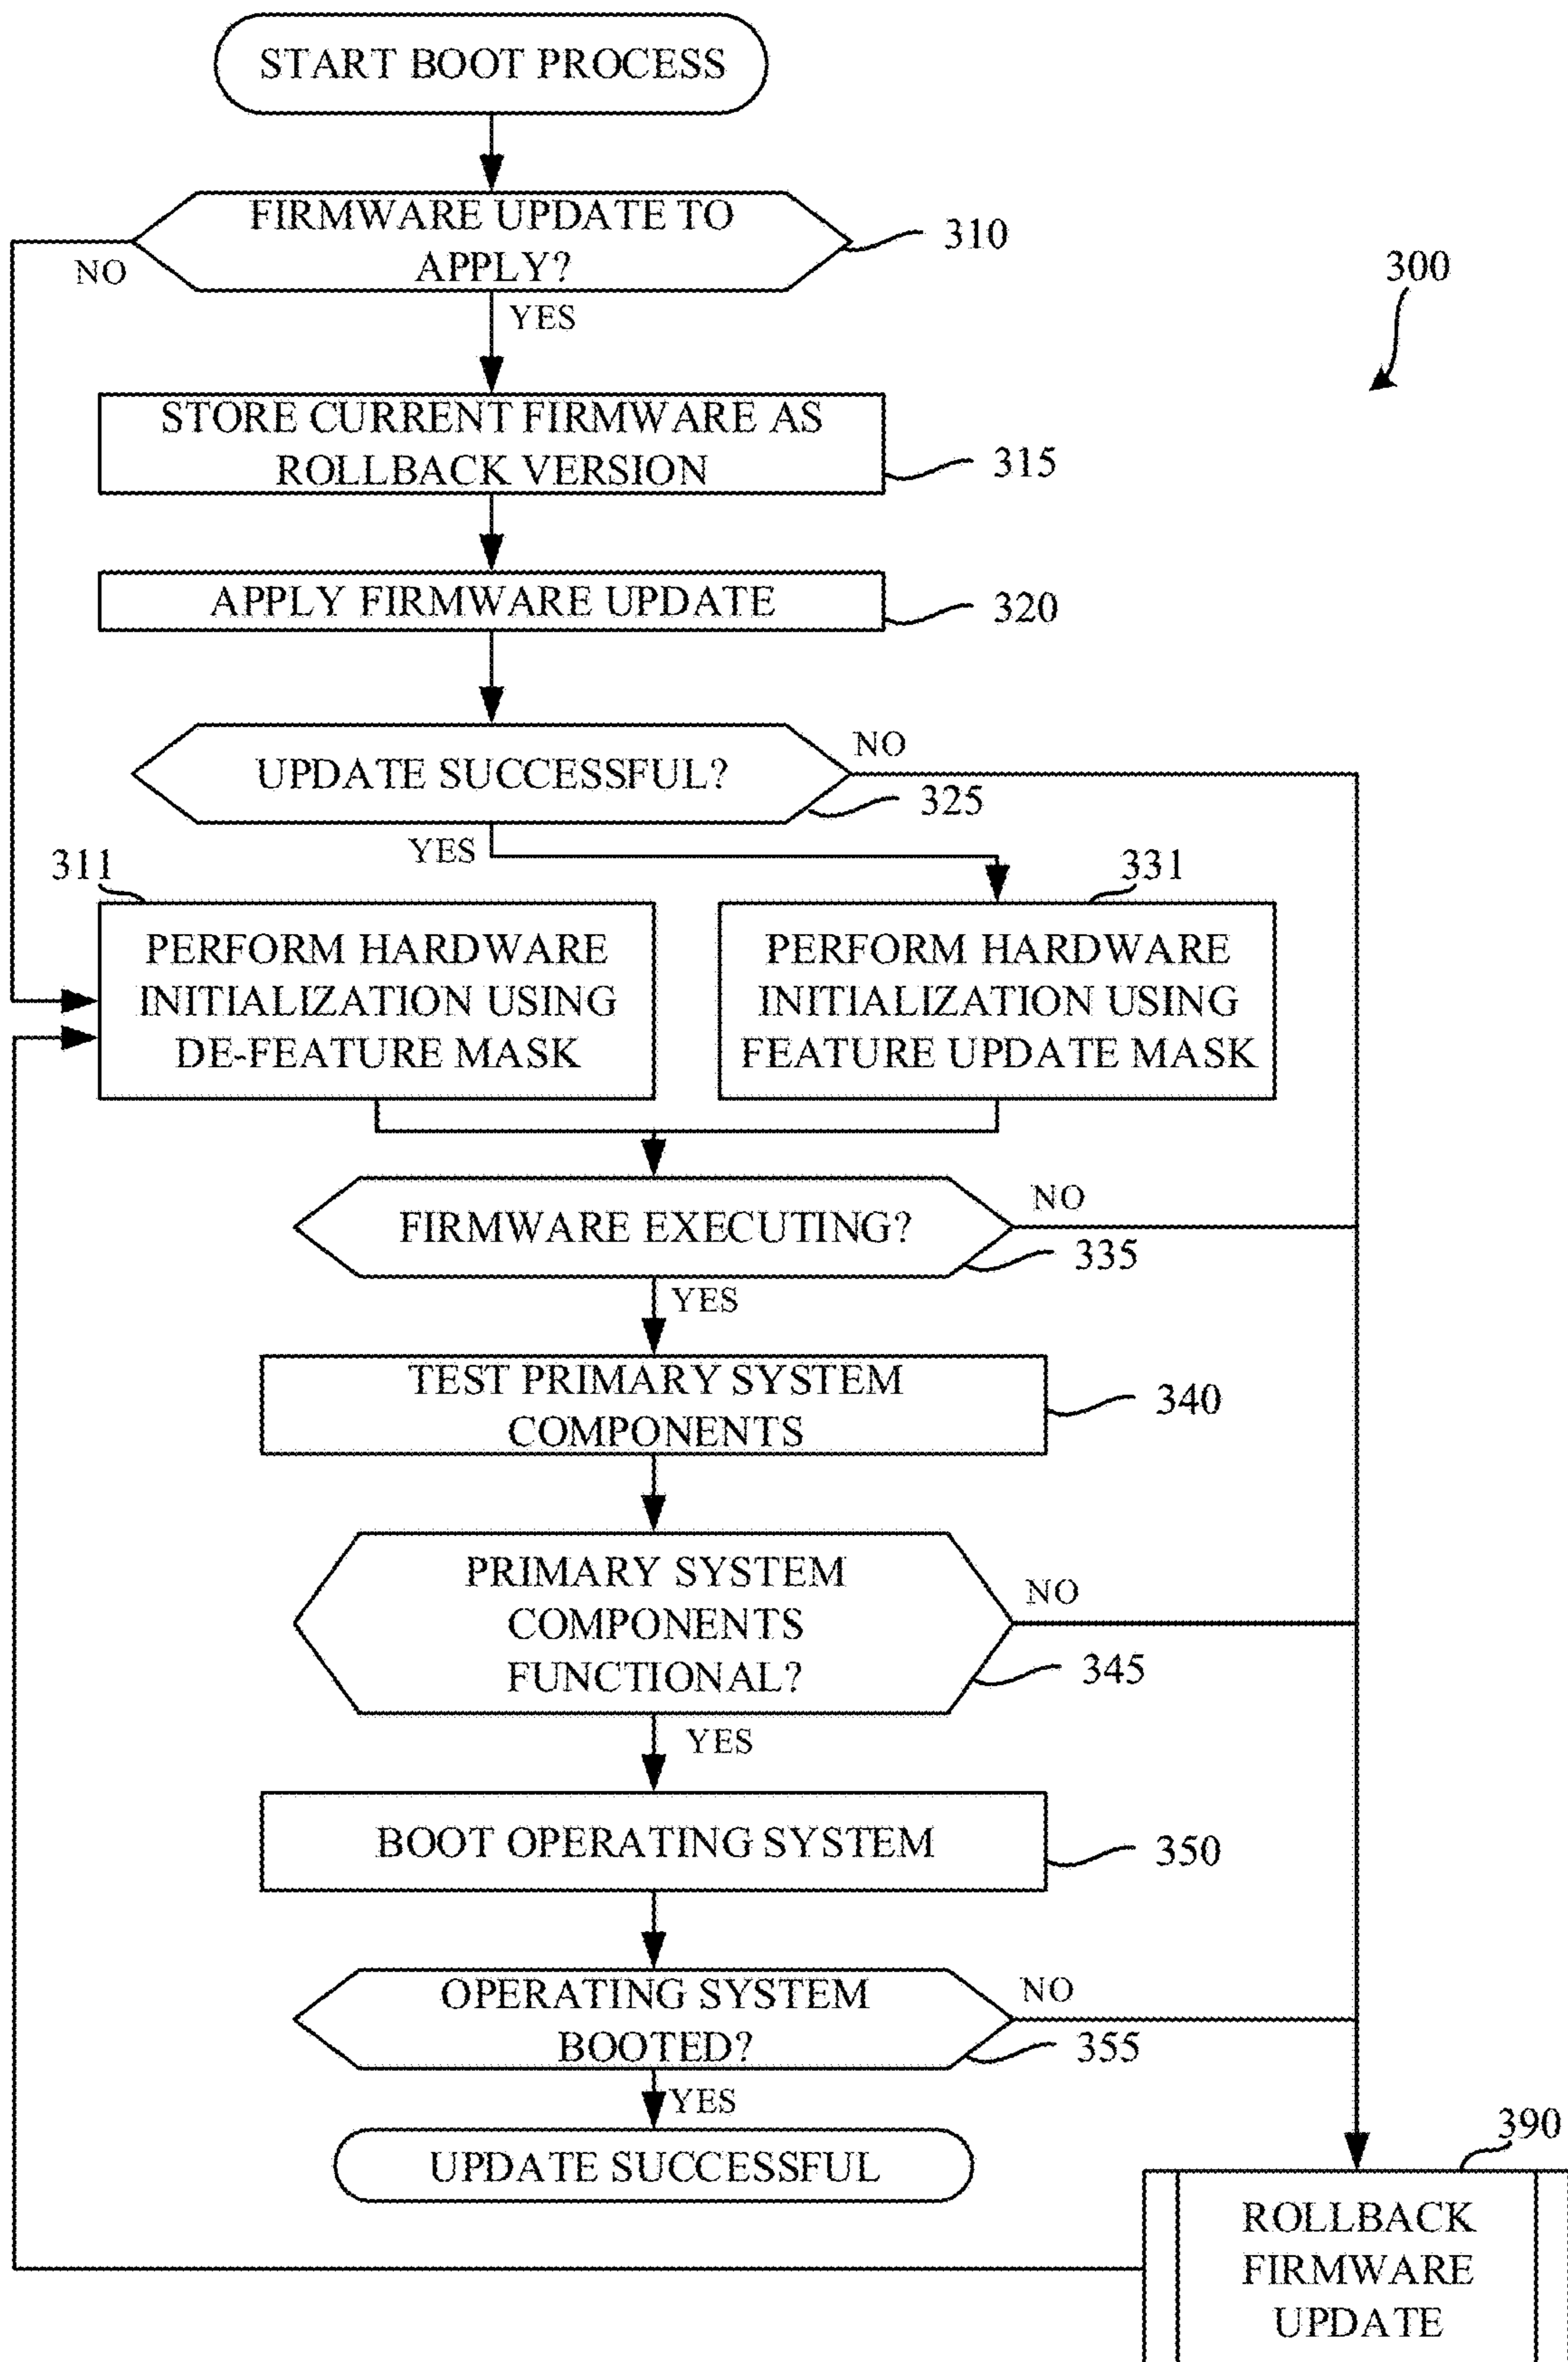 START BOOT PROCESS
FIRMWARE UPDATE TO
APPLY?
310
NO
300
YES
STORE CURRENT FIRMWARE AS
ROLLBACK VERSION
315
APPLY FIRMWARE UPDATE
320
NO
UPDATE SUCCESSFUL?
325
YES
311
331
PERFORM HARDWARE
INITIALIZATION USING
DE-FEATURE MASK
PERFORM HARDWARE
INITIALIZATION USING
FEATURE UPDATE MASK
NO
FIRMWARE EXECUTING?
335
YES
TEST PRIMARY SYSTEM
COMPONENTS
340
PRIMARY SYSTEM
COMPONENTS
FUNCTIONAL?
NO
345
YES
BOOT OPERATING SYSTEM
350
OPERATING SYSTEM
BOOTED?
NO
355
YES
UPDATE SUCCESSFUL
390
ROLLBACK
FIRMWARE
UPDATE